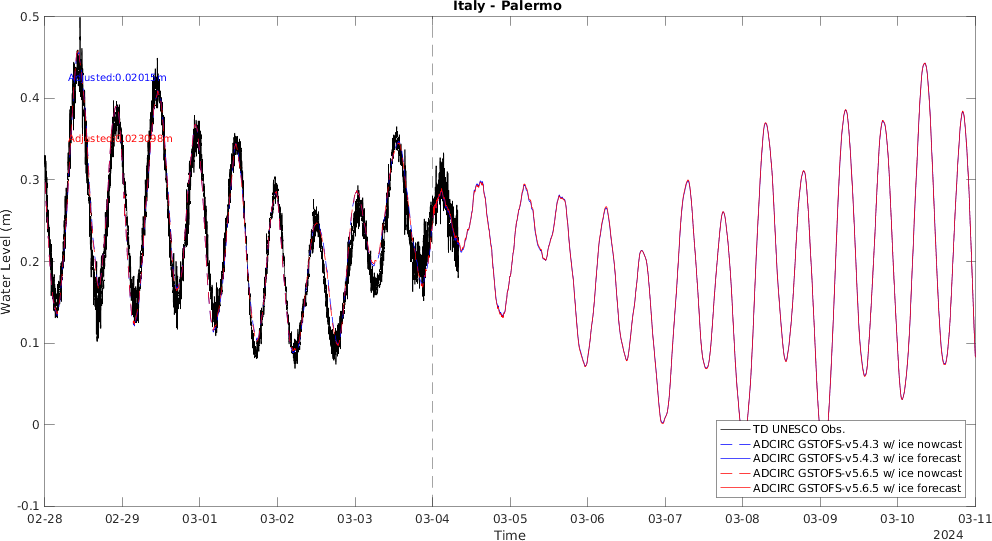 Italy - Palermo
0.5
0.4
0.3
0.2
0.1
0
-0.1
Water Level (m)
Adjusted:0.02015m
Adjusted:0.023098m
TD UNESCO Obs.
ADCIRC GSTOFS-v5.4.3 w/ ice nowcast
ADCIRC GSTOFS-v5.4.3 w/ ice forecast
ADCIRC GSTOFS-v5.6.5 w/ ice nowcast
ADCIRC GSTOFS-v5.6.5 w/ ice forecast
02-28 02-29 03-01 03-02 03-03 03-04 03-05 03-06 03-07 03-08 03-09 03-10 03-11
Time
2024